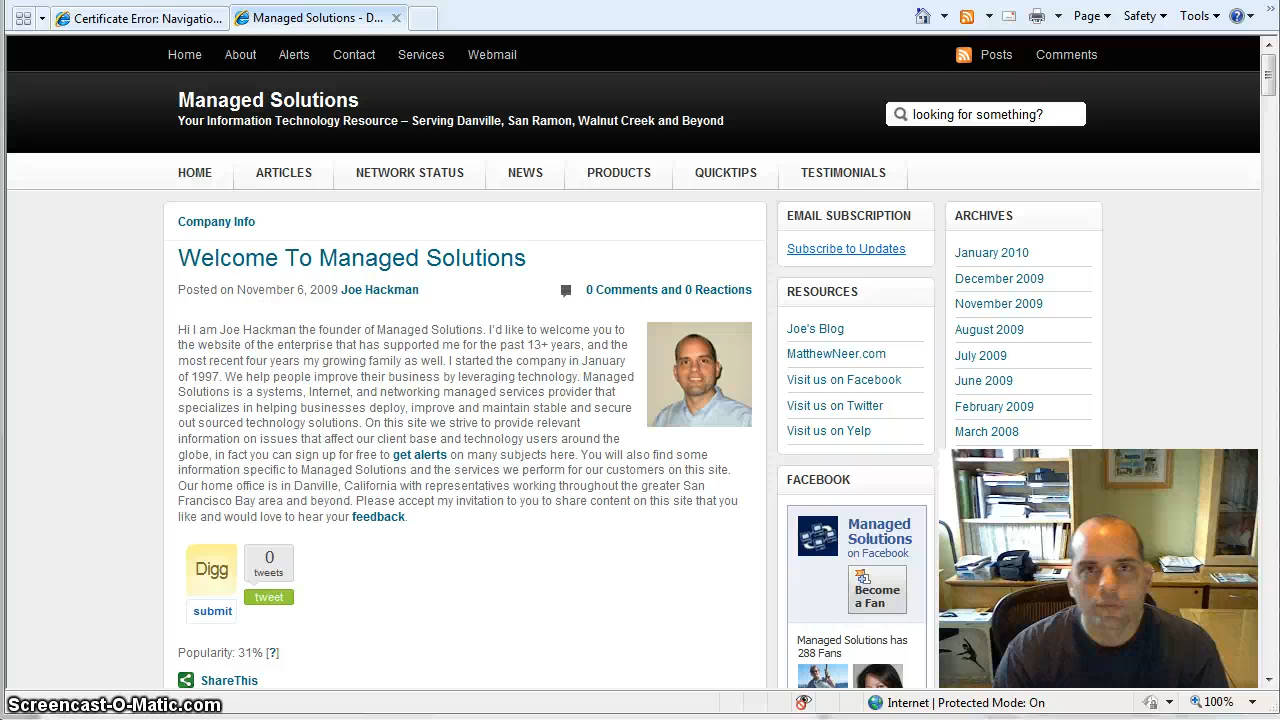 Certificate Error: Navigatio...
Managed Solutions - D...
Page
Safety
Tools
Home
About
Alerts
Contact
Services
Webmail
Posts
Comments
Managed Solutions
Your Information Technology Resource – Serving Danville, San Ramon, Walnut Creek and Beyond
looking for something?
HOME
ARTICLES
NETWORK STATUS
NEWS
PRODUCTS
QUICKTIPS
TESTIMONIALS
Company Info
Welcome To Managed Solutions
Posted on November 6, 2009 Joe Hackman
0 Comments and 0 Reactions
Hi I am Joe Hackman the founder of Managed Solutions. I'd like to welcome you to
the website of the enterprise that has supported me for the past 13+ years, and the
most recent four years my growing family as well. I started the company in January
of 1997. We help people improve their business by leveraging technology. Managed
Solutions is a systems, Internet, and networking managed services provider that
specializes in helping businesses deploy, improve and maintain stable and secure
out sourced technology solutions. On this site we strive to provide relevant
information on issues that affect our client base and technology users around the
globe, in fact you can sign up for free to get alerts on many subjects here. You will also find some
information specific to Managed Solutions and the services we perform for our customers on this site.
Our home office is in Danville, California with representatives working throughout the greater San
Francisco Bay area and beyond. Please accept my invitation to you to share content on this site that you
like and would love to hear your feedback.
Digg
submit
0
tweets
tweet
Popularity: 31% [?]
ShareThis
EMAIL SUBSCRIPTION
Subscribe to Updates
RESOURCES
Joe's Blog
MatthewNeer.com
Visit us on Facebook
Visit us on Twitter
Visit us on Yelp
FACEBOOK
Managed
Solutions
on Facebook
Become
a Fan
Managed Solutions has
288 Fans
ARCHIVES
January 2010
December 2009
November 2009
August 2009
July 2009
June 2009
February 2009
March 2008
Screencast-O-Matic.com
Internet | Protected Mode: On
100%